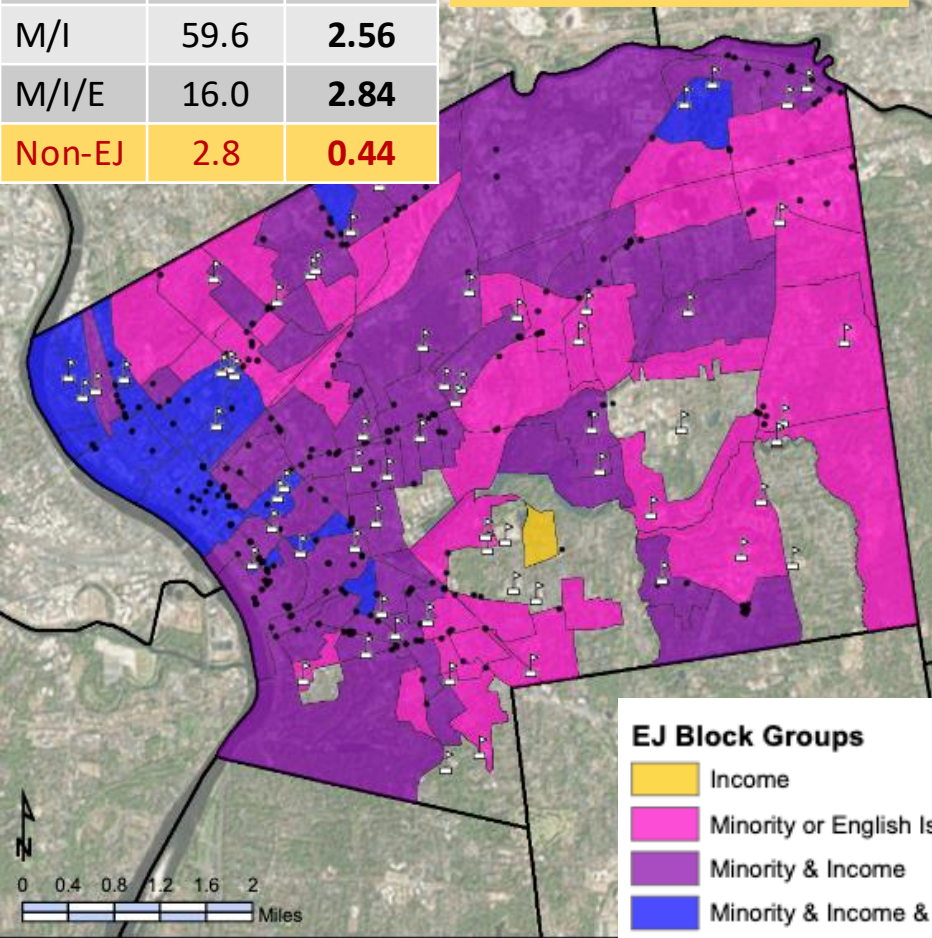 M/I 59.6 2.56
M/I/E 16.0 2.84
Non-EJ 2.8 0.44
N
0 0.4 0.8 1.2 1.6 2
Miles
EJ Block Groups
Income
Minority or English Is
Minority & Income
Minority & Income &